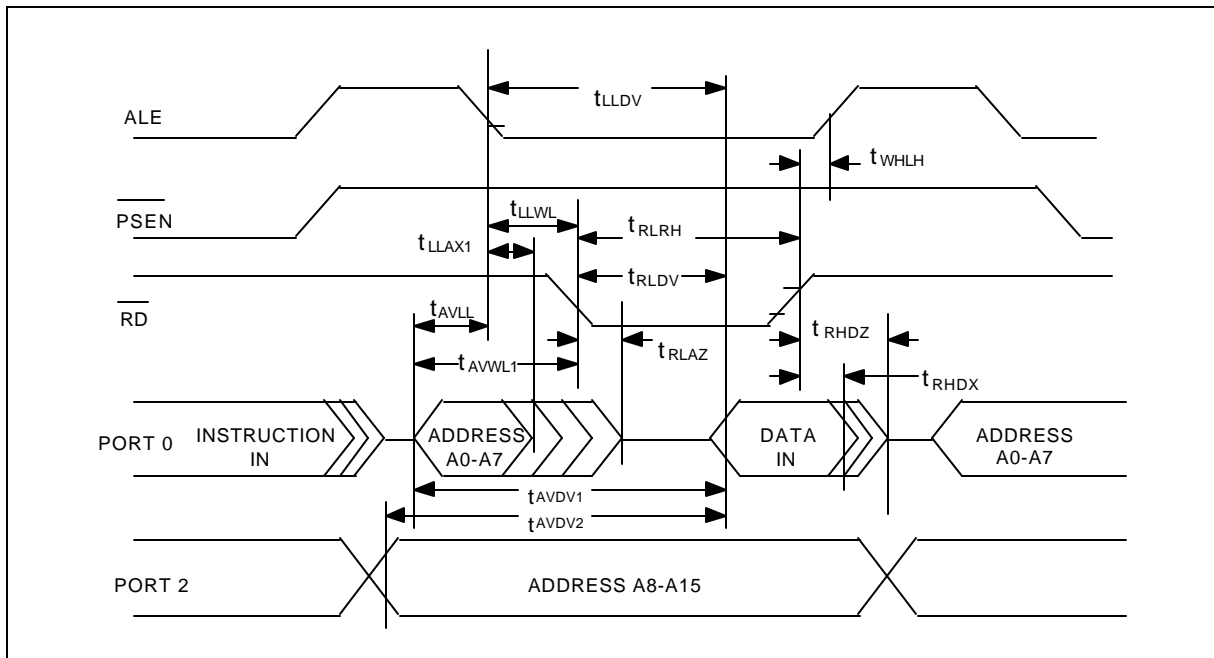 ALE
tLLDV
tWHLH
PSEN
tLLWL
tRLRH
tLLAX1
tRLDV
RD
tAVLL
tRHDZ
tRLAZ
tAVWL1
tRHDX
PORT 0
INSTRUCTION
IN
ADDRESS
A0-A7
DATA
IN
ADDRESS
A0-A7
tAVDV1
tAVDV2
PORT 2
ADDRESS A8-A15